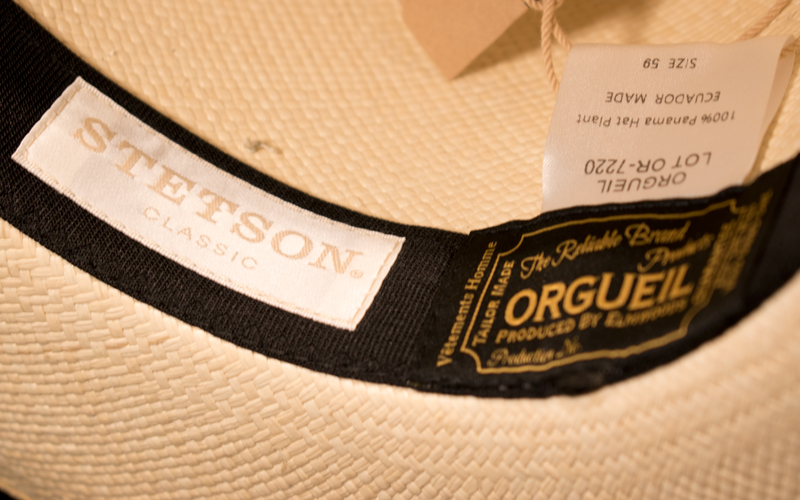 STETSON®
CLASSIC
ORGUEIL
LOT OR-7220
100% Panama Hat Plant
ECUADOR MADE
SIZE 59
Vêtements Homme
TAILOR MADE
The Reliable Brand
Products
ORGUEIL
PRODUCED BY
Production No.